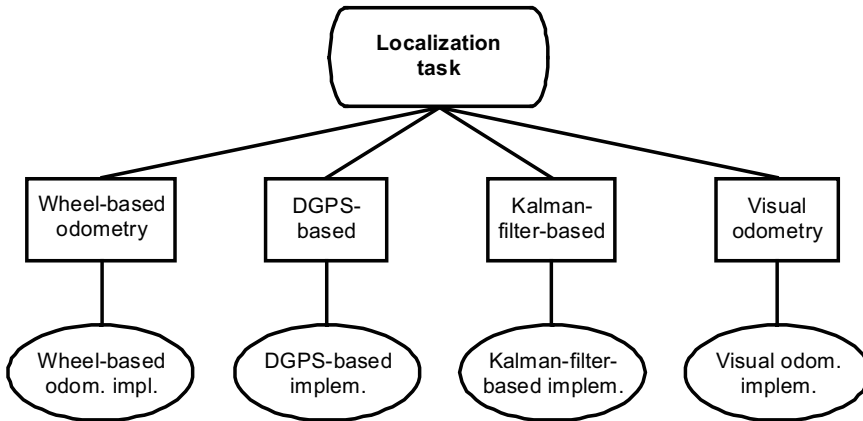 Localization
task
Wheel-based
odometry
DGPS-
based
Kalman-
filter-based
Visual
odometry
Wheel-based
odom. impl.
DGPS-based
implem.
Kalman-filter-
based implem.
Visual odom.
implem.